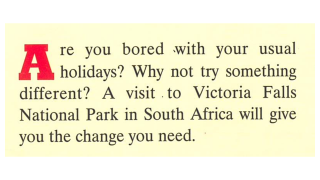 Are you bored with your usual
holidays? Why not try something
different? A visit to Victoria Falls
National Park in South Africa will give
you the change you need.